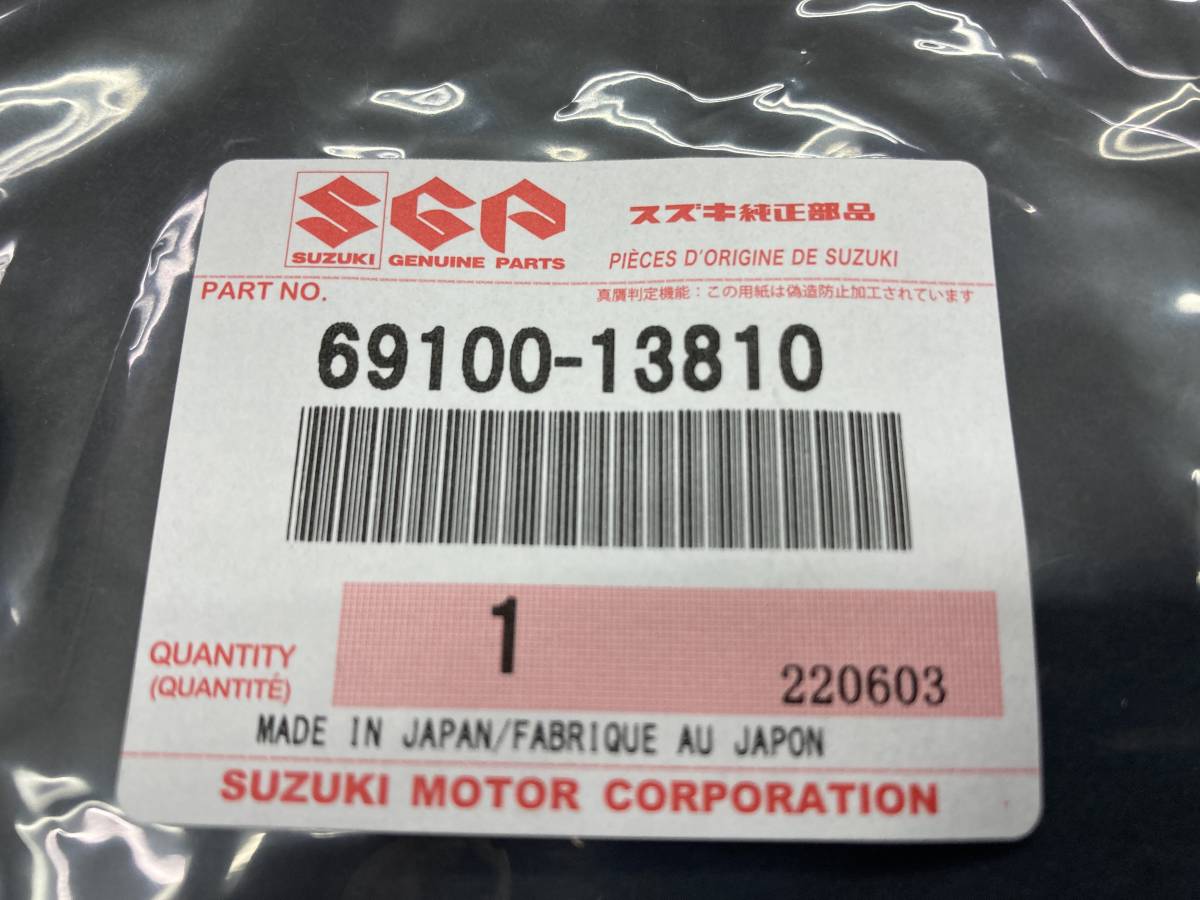 SGP
スズキ純正部品
SUZUKI GENUINE PARTS
PIÈCES D'ORIGINE DE SUZUKI
PART NO.
真贋判定機能：この用紙は偽造防止加工されています
69100-13810
1
QUANTITY
(QUANTITÉ)
220603
MADE IN JAPAN/FABRIQUE AU JAPON
SUZUKI MOTOR CORPORATION